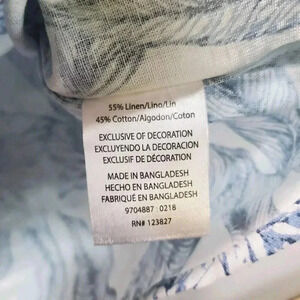 55% Linen/Lino/Lin
45% Cotton/Algodon/Coton
EXCLUSIVE OF DECORATION
EXCLUYENDO LA DECORACION
EXCLUSIF DE DÉCORATION
MADE IN BANGLADESH
HECHO EN BANGLADESH
FABRIQUÉ EN BANGLADESH
9704887 : 0218
RN# 123827